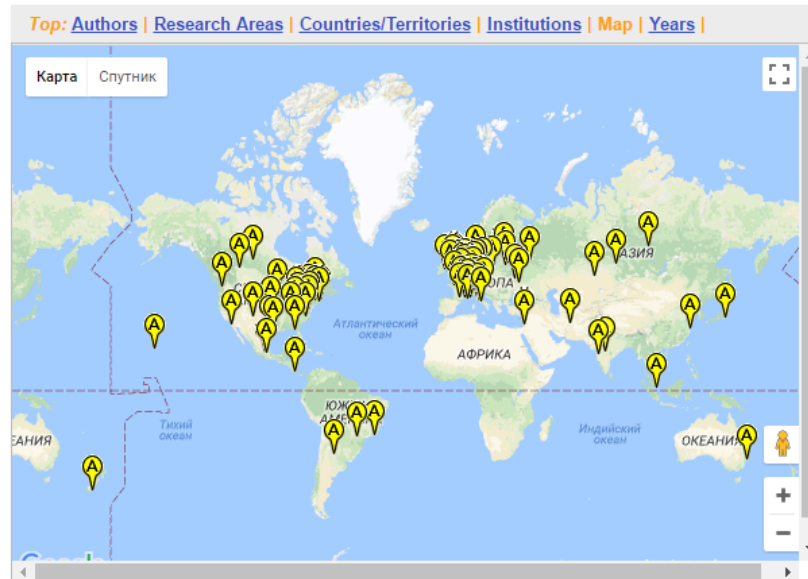 Top: Authors | Research Areas | Countries/Territories | Institutions | Map | Years |
Карта Спутник
АЗИЯ
Атлантический
океан
АФРИКА
Тихий
океан
Индийский
океан
ОКЕАНИЯ